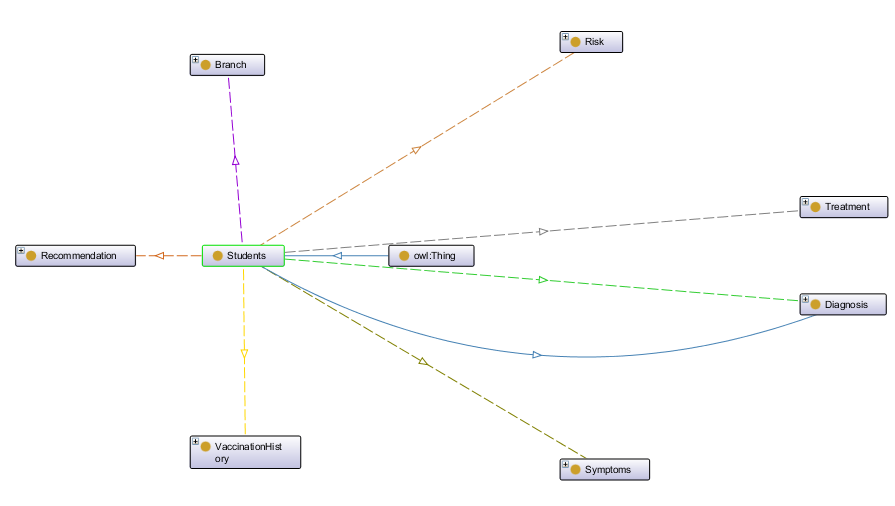 Risk
Branch
Treatment
Recommendation
Students
owl:Thing
Diagnosis
VaccinationHist
ory
Symptoms